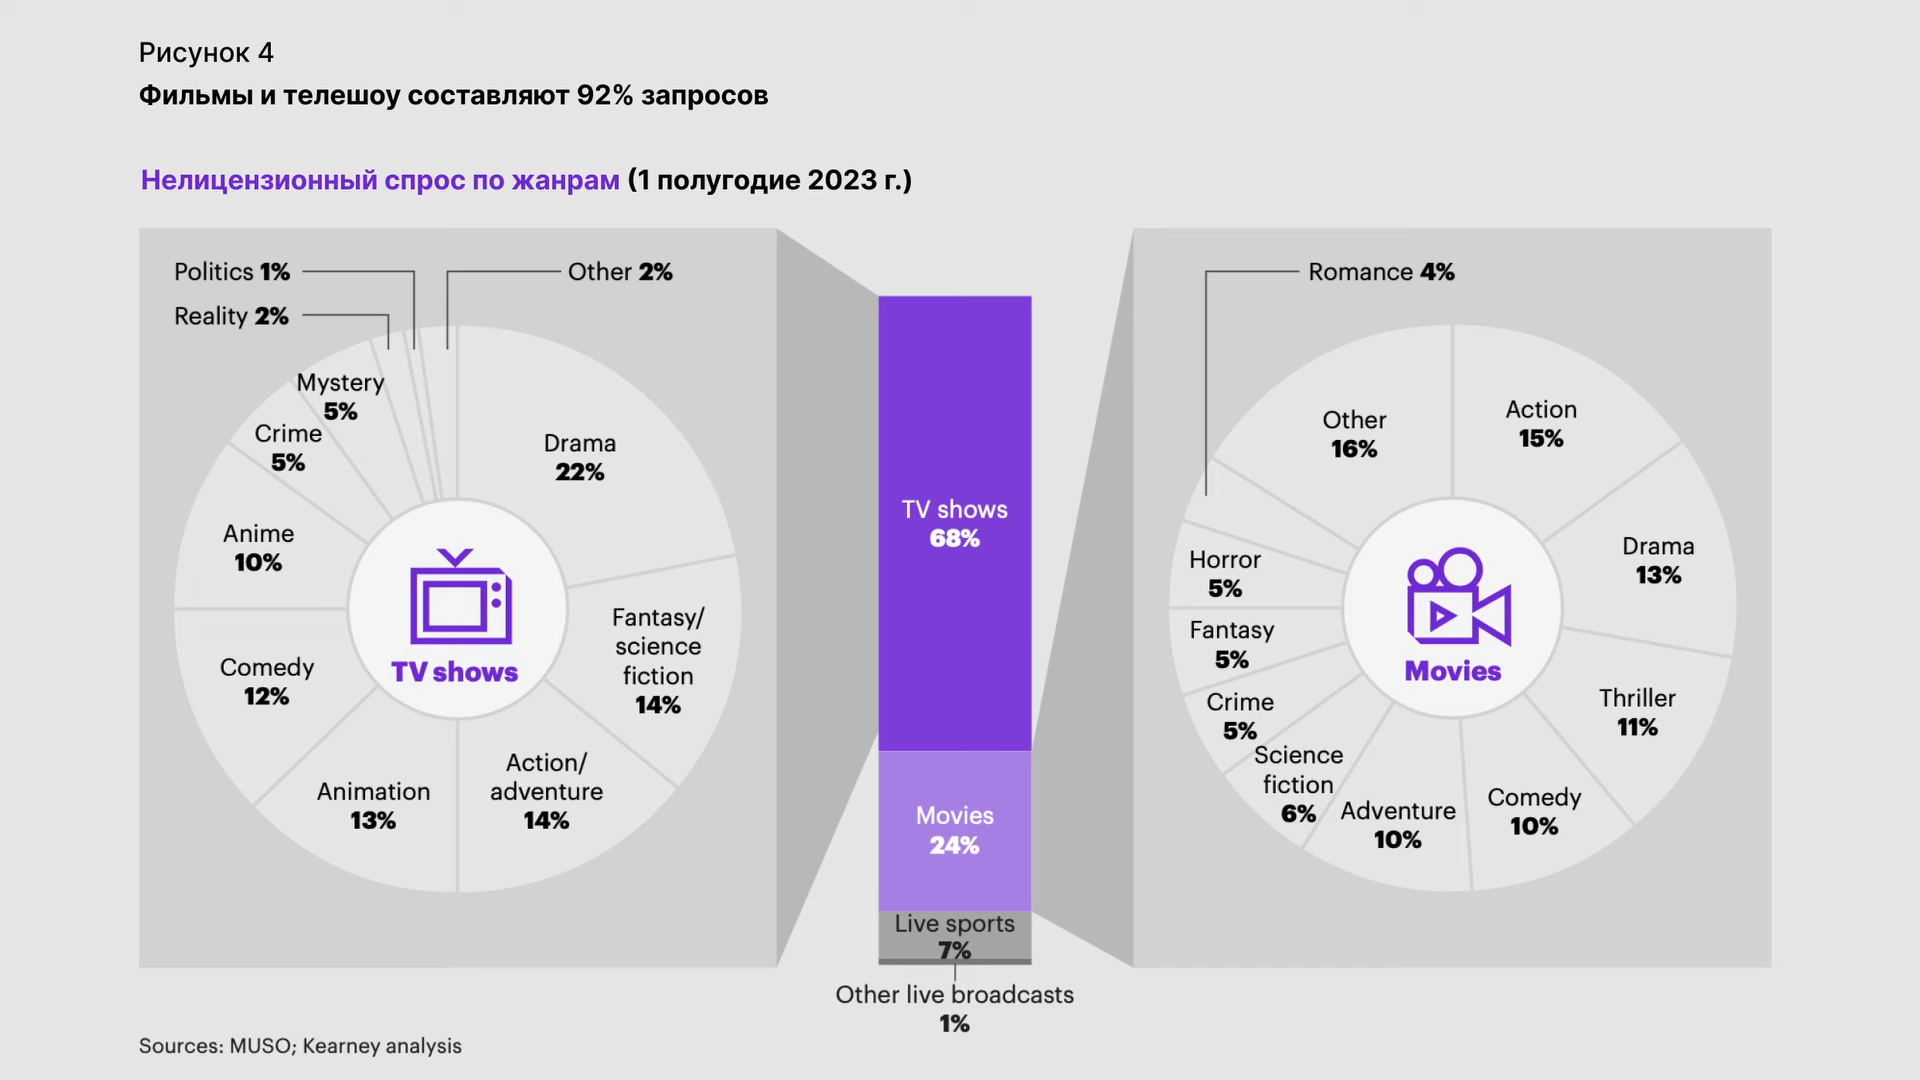 Рисунок 4
Фильмы и телешоу составляют 92% запросов
Нелицензионный спрос по жанрам (1 полугодие 2023 г.)
Politics 1%
Other 2%
Reality 2%
Mystery
5%
Crime
5%
Drama
22%
Anime
10%
Fantasy/
science
fiction
14%
Comedy
12%
TV shows
Animation
13%
Action/
adventure
14%
TV shows
68%
Movies
24%
Live sports
7%
Other live broadcasts
1%
Romance 4%
Other
16%
Action
15%
Drama
13%
Horror
5%
Fantasy
5%
Movies
Thriller
11%
Crime
5%
Science
fiction
6%
Adventure
10%
Comedy
10%
Sources: MUSO; Kearney analysis